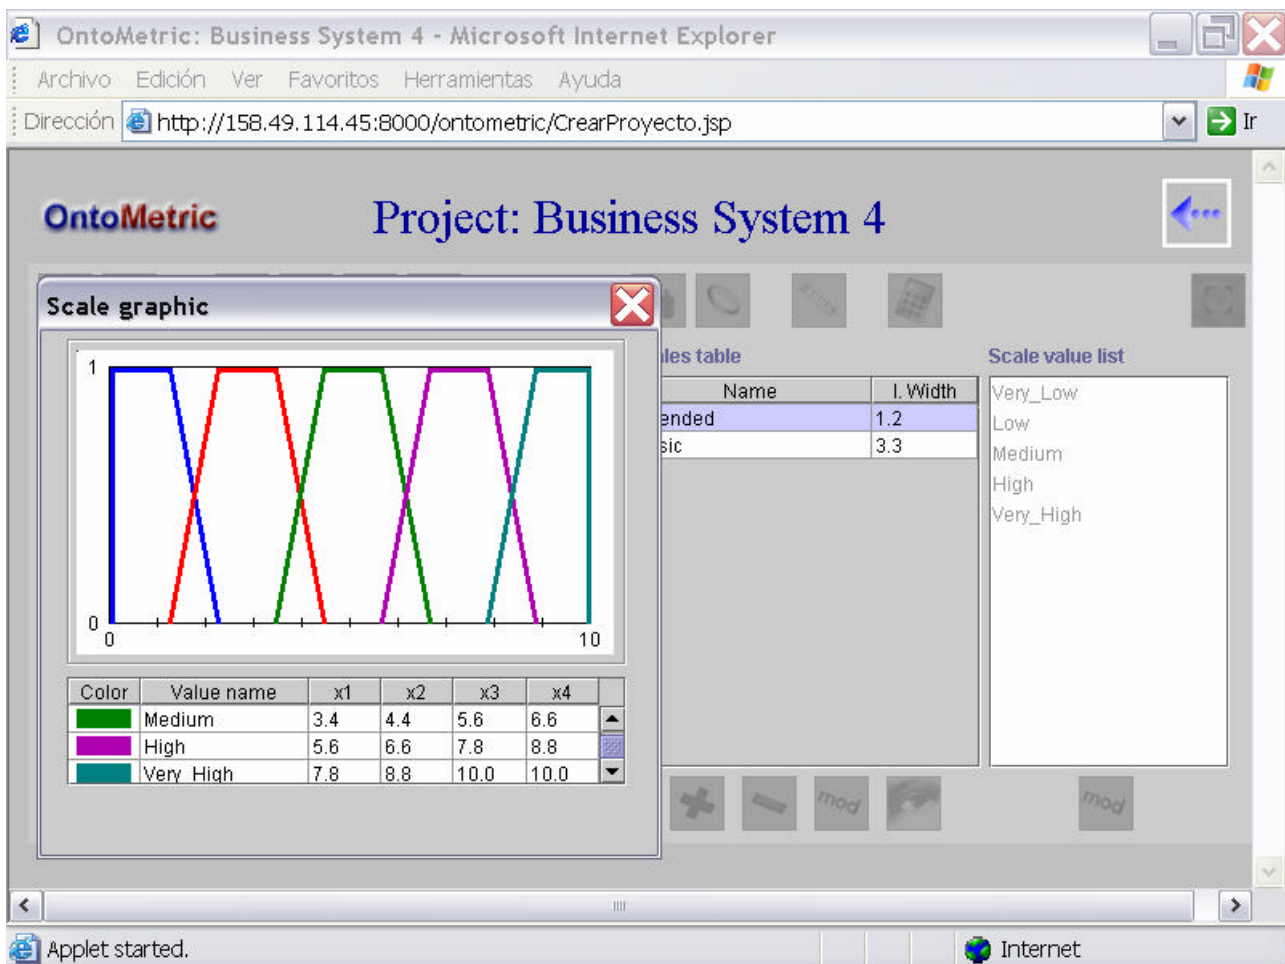 OntoMetric: Business System 4 - Microsoft Internet Explorer
Archivo Edición Ver Favoritos Herramientas Ayuda
Dirección http://158.49.114.45:8000/ontometric/CrearProyecto.jsp Ir
OntoMetric Project: Business System 4
Scale graphic
1
0
0 10
Color Value name x1 x2 x3 x4
Medium 3.4 4.4 5.6 6.6
High 5.6 6.6 7.8 8.8
Very_High 7.8 8.8 10.0 10.0
les table
Name I. Width
ended 1.2
sic 3.3
Scale value list
Very_Low
Low
Medium
High
Very_High
mod
mod
Applet started. Internet